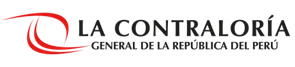 LA CONTRALORÍA
GENERAL DE LA REPÚBLICA DEL PERÚ